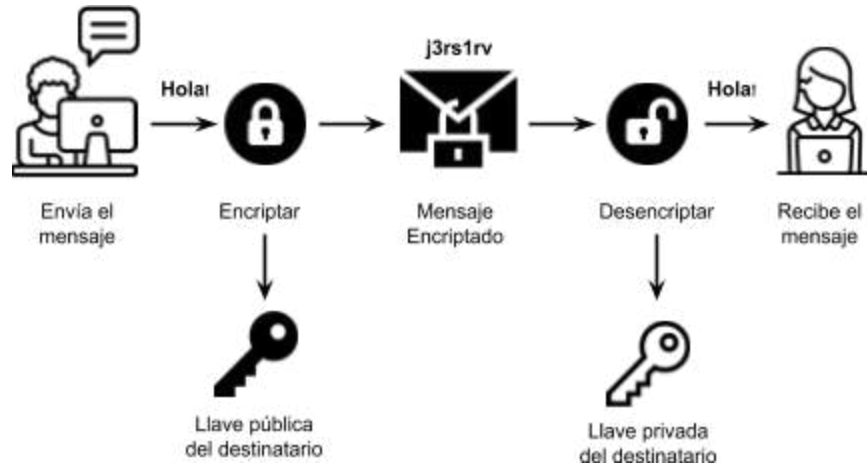 j3rs1rv
Hola!
Hola!
Envía el
mensaje
Encriptar
Mensaje
Encriptado
Desencriptar
Recibe el
mensaje
Llave pública
del destinatario
Llave privada
del destinatario